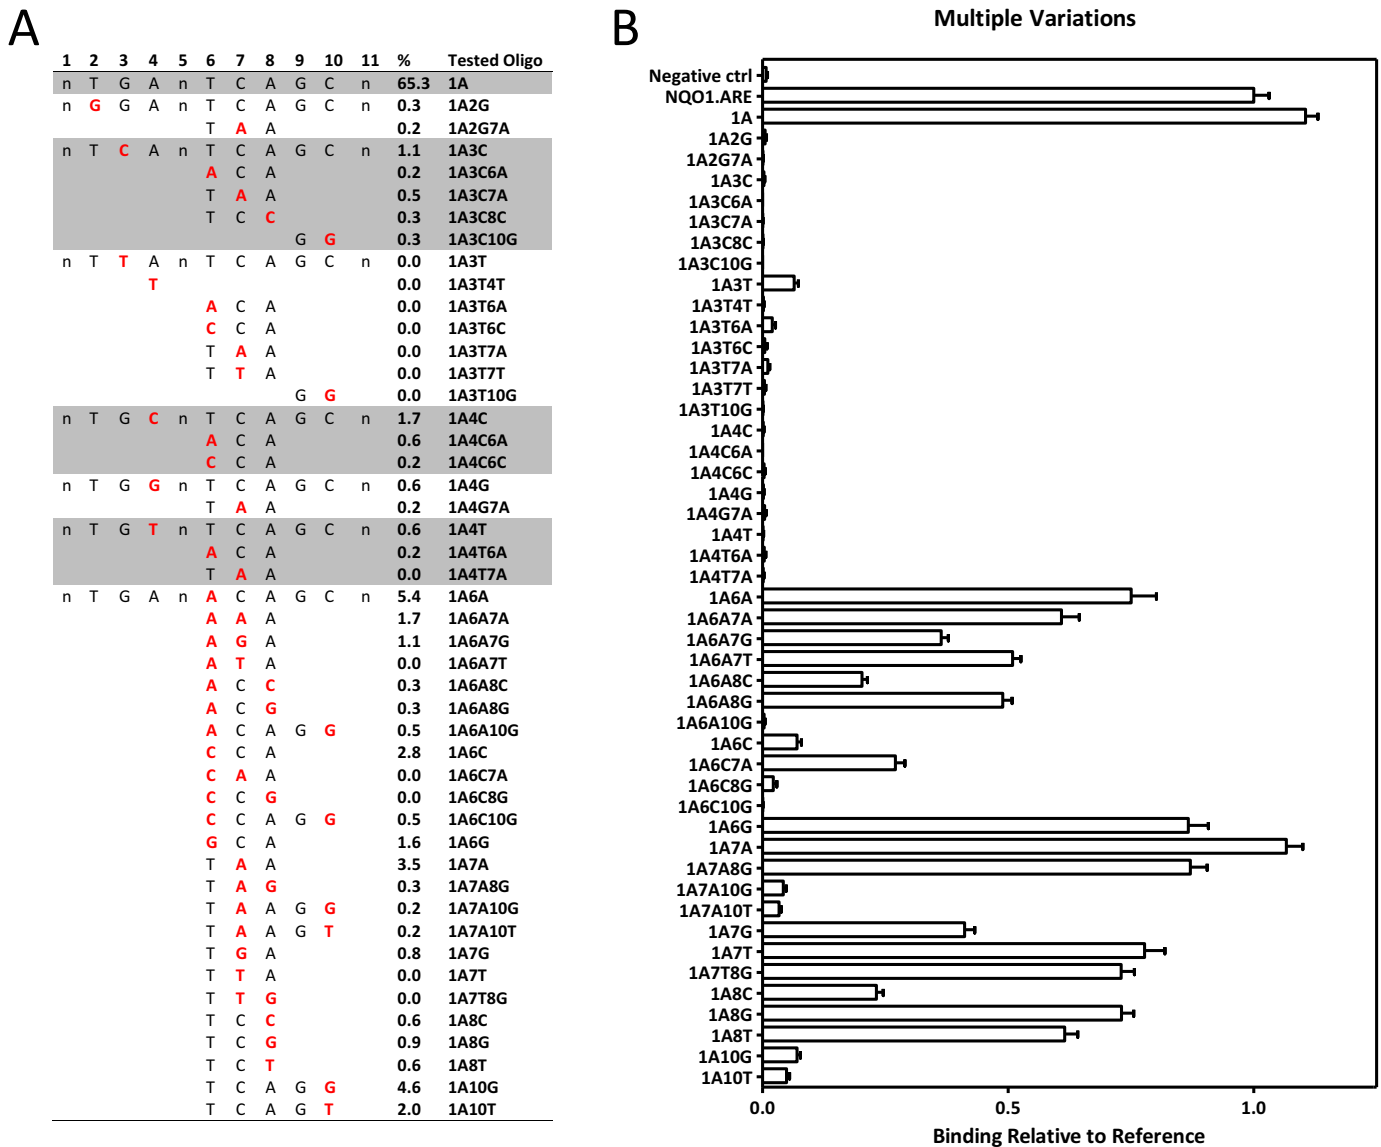 A
1 2 3 4 5 6 7 8 9 10 11 % Tested Oligo
n T G A n T C A G C n 65.3 1A
n G G A n T C A G C n 0.3 1A2G
T A A 0.2 1A2G7A
n T C A n T C A G C n 1.1 1A3C
A C A 0.2 1A3C6A
T A A 0.5 1A3C7A
T C C 0.3 1A3C8C
G G 0.3 1A3C10G
n T T A n T C A G C n 0.0 1A3T
T 0.0 1A3T4T
A C A 0.0 1A3T6A
C C A 0.0 1A3T6C
T A A 0.0 1A3T7A
T T A 0.0 1A3T7T
G G 0.0 1A3T10G
n T G C n T C A G C n 1.7 1A4C
A C A 0.6 1A4C6A
C C A 0.2 1A4C6C
n T G G n T C A G C n 0.6 1A4G
T A A 0.2 1A4G7A
n T G T n T C A G C n 0.6 1A4T
A C A 0.2 1A4T6A
T A A 0.0 1A4T7A
n T G A n A C A G C n 5.4 1A6A
A A A 1.7 1A6A7A
A G A 1.1 1A6A7G
A T A 0.0 1A6A7T
A C C 0.3 1A6A8C
A C G 0.3 1A6A8G
A C A G G 0.5 1A6A10G
C C A 2.8 1A6C
C A A 0.0 1A6C7A
C C G 0.0 1A6C8G
C C A G G 0.5 1A6C10G
G C A 1.6 1A6G
T A A 3.5 1A7A
T A G 0.3 1A7A8G
T A A G G 0.2 1A7A10G
T A A G T 0.2 1A7A10T
T G A 0.8 1A7G
T T A 0.0 1A7T
T T G 0.0 1A7T8G
T C C 0.6 1A8C
T C G 0.9 1A8G
T C T 0.6 1A8T
T C A G G 4.6 1A10G
T C A G T 2.0 1A10T
B
Multiple Variations
Negative ctrl
NQO1.ARE
1A
1A2G
1A2G7A
1A3C
1A3C6A
1A3C7A
1A3C8C
1A3C10G
1A3T
1A3T4T
1A3T6A
1A3T6C
1A3T7A
1A3T7T
1A3T10G
1A4C
1A4C6A
1A4C6C
1A4G
1A4G7A
1A4T
1A4T6A
1A4T7A
1A6A
1A6A7A
1A6A7G
1A6A7T
1A6A8C
1A6A8G
1A6A10G
1A6C
1A6C7A
1A6C8G
1A6C10G
1A6G
1A7A
1A7A8G
1A7A10G
1A7A10T
1A7G
1A7T
1A7T8G
1A8C
1A8G
1A8T
1A10G
1A10T
0.0 0.5 1.0
Binding Relative to Reference